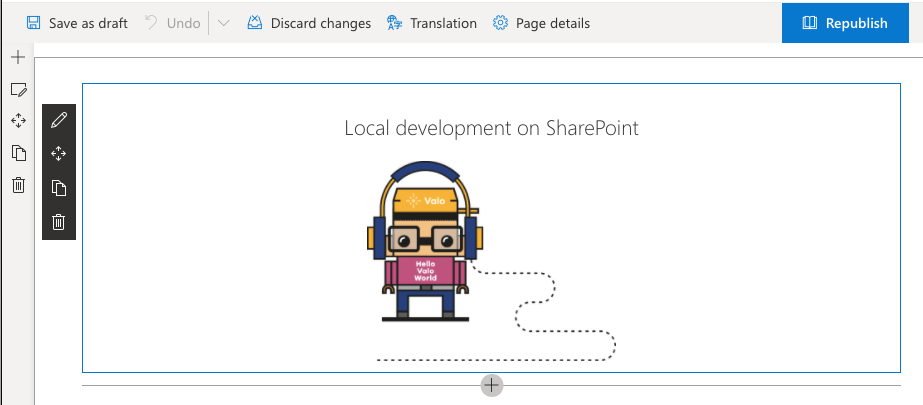 Save as draft Undo Discard changes Translation Page details Republish
Local development on SharePoint
Valo
Hello
Valo
World